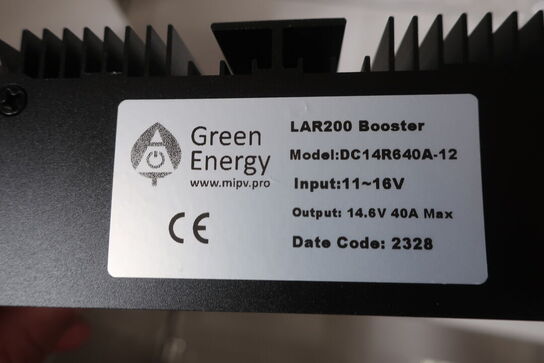 Green
Energy
www.mipv.pro
CE
LAR200 Booster
Model:DC14R640A-12
Input:11~16V
Output: 14.6V 40A Max
Date Code: 2328